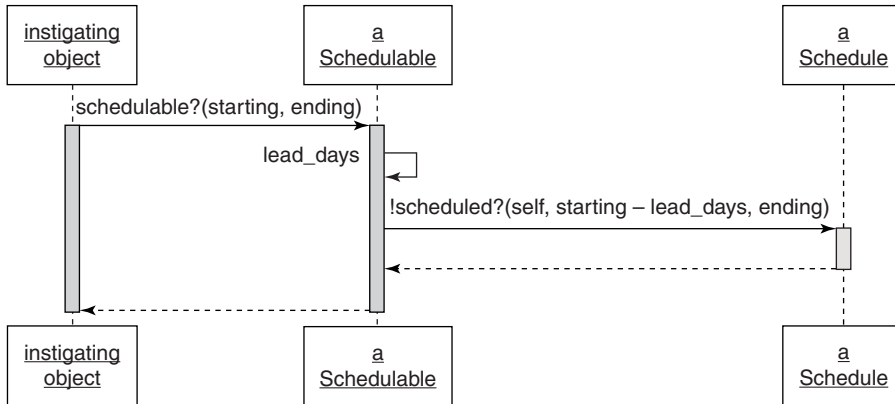 instigating
object
a
Schedulable
a
Schedule
schedulable?(starting, ending)
lead_days
!scheduled?(self, starting – lead_days, ending)
instigating
object
a
Schedulable
a
Schedule